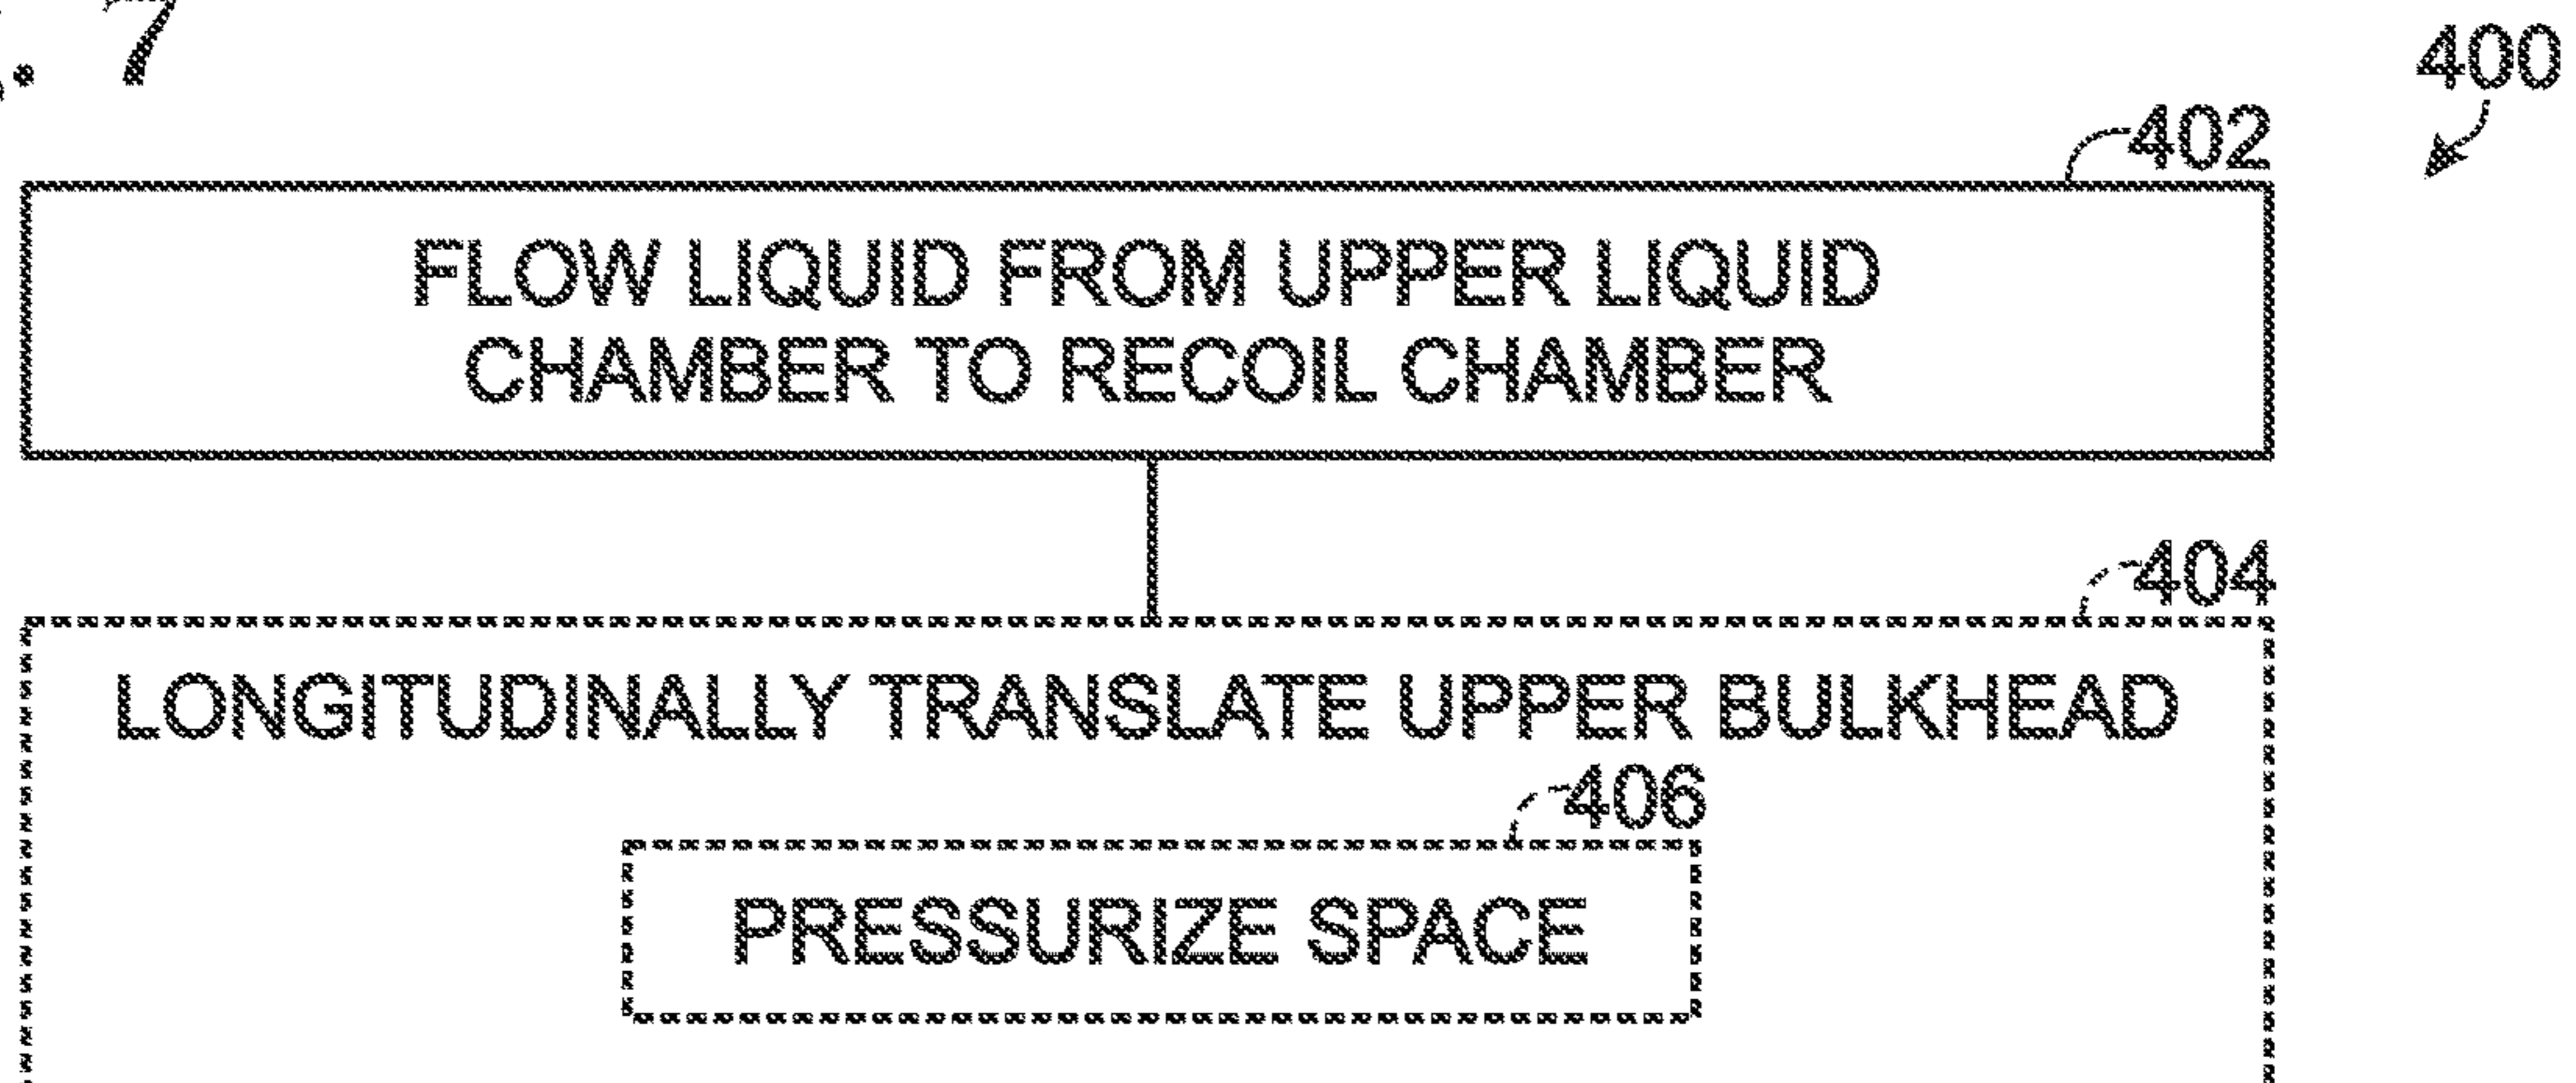 . 7
400
402
FLOW LIQUID FROM UPPER LIQUID
CHAMBER TO RECOIL CHAMBER
404
LONGITUDINALLY TRANSLATE UPPER BULKHEAD
406
PRESSURIZE SPACE